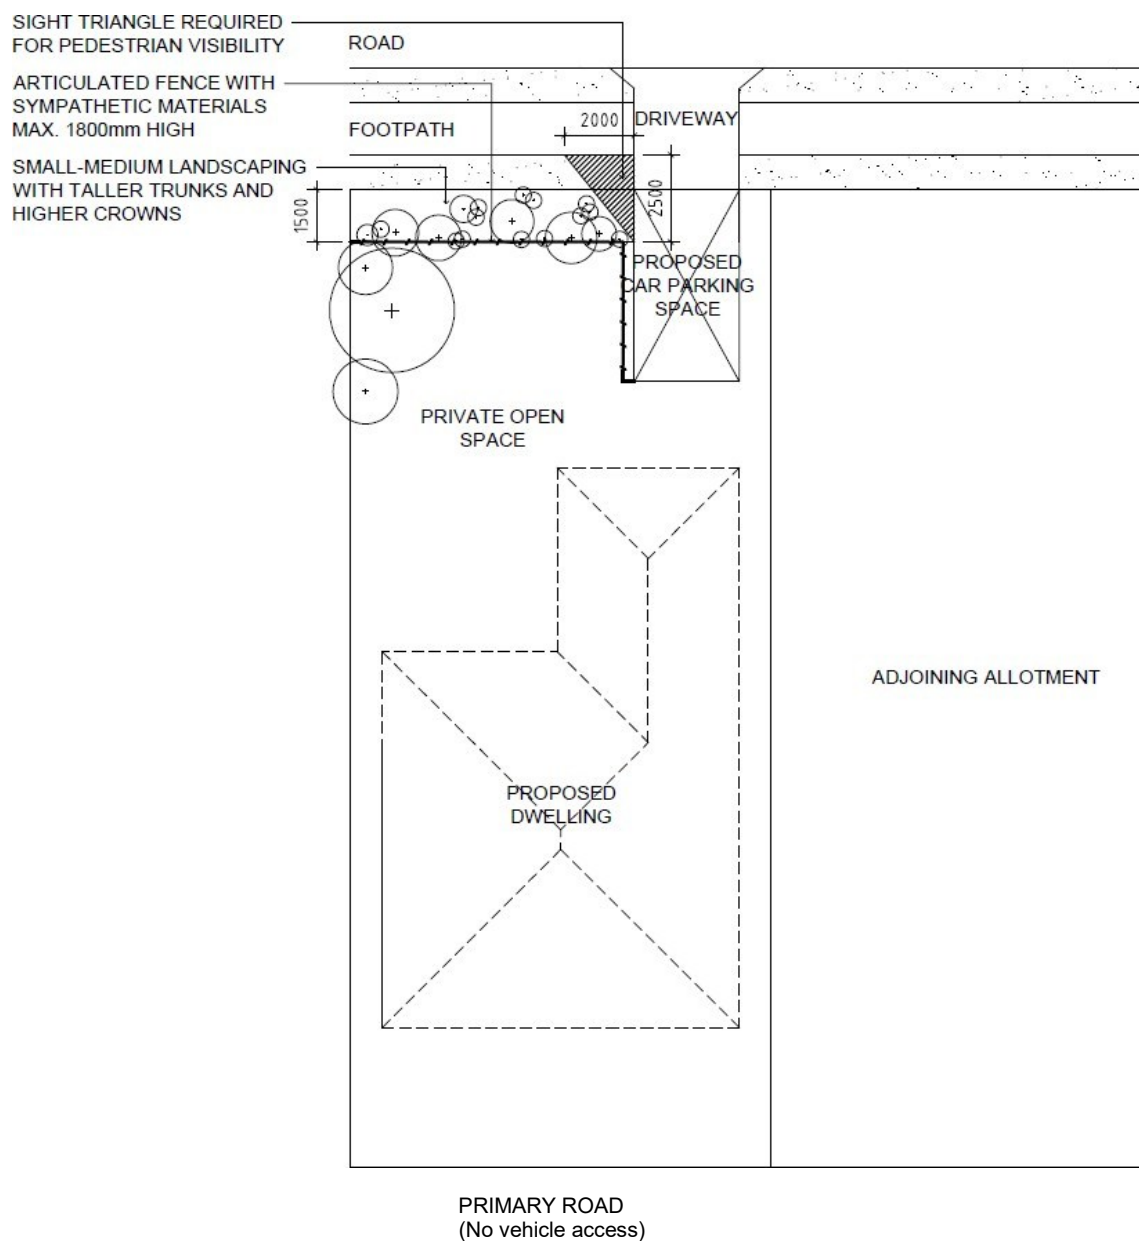 SIGHT TRIANGLE REQUIRED
FOR PEDESTRIAN VISIBILITY
ROAD
ARTICULATED FENCE WITH
SYMPATHETIC MATERIALS
MAX. 1800mm HIGH
2000
DRIVEWAY
FOOTPATH
SMALL-MEDIUM LANDSCAPING
WITH TALLER TRUNKS AND
HIGHER CROWNS
1500
2500
PROPOSED
CAR PARKING
SPACE
PRIVATE OPEN
SPACE
ADJOINING ALLOTMENT
PROPOSED
DWELLING
PRIMARY ROAD
(No vehicle access)